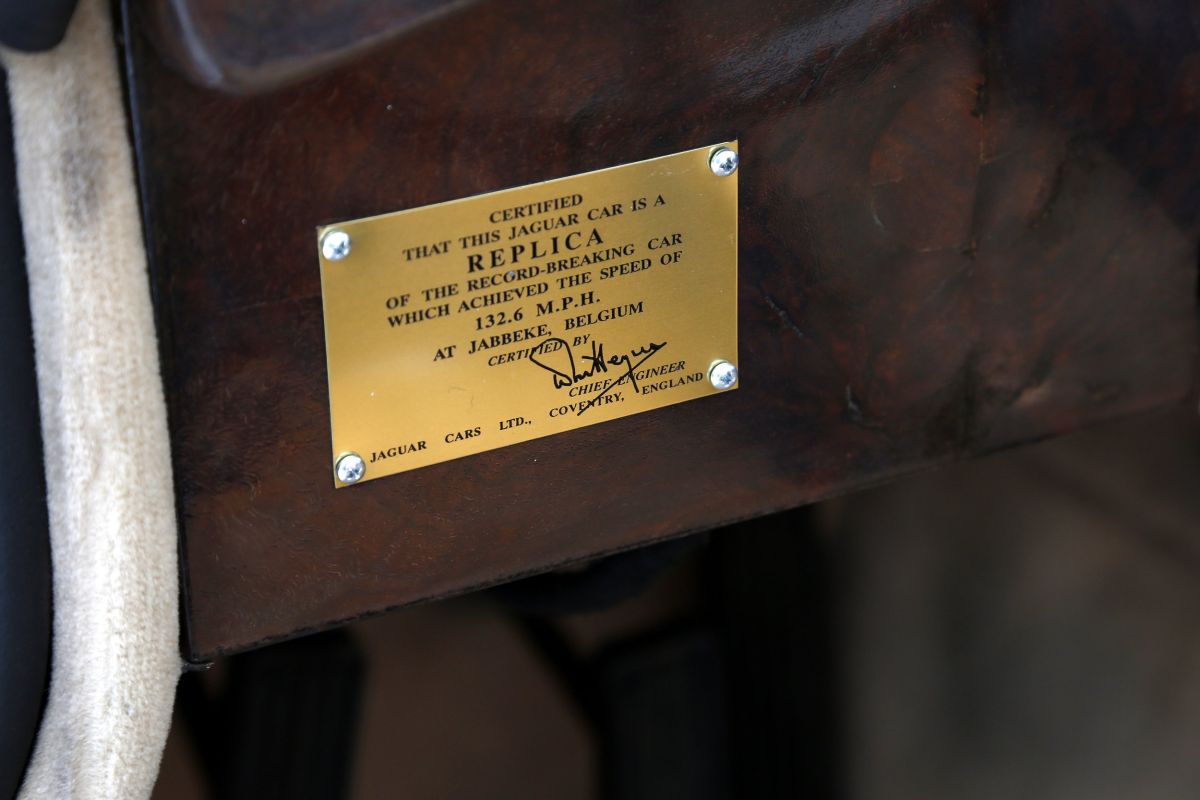 CERTIFIED
THAT THIS JAGUAR CAR IS A
REPLICA
OF THE RECORD-BREAKING CAR
WHICH ACHIEVED THE SPEED OF
132.6 M.P.H.
AT JABBEKE, BELGIUM
CERTIFIED BY
CHIEF ENGINEER
JAGUAR CARS LTD., COVENTRY, ENGLAND